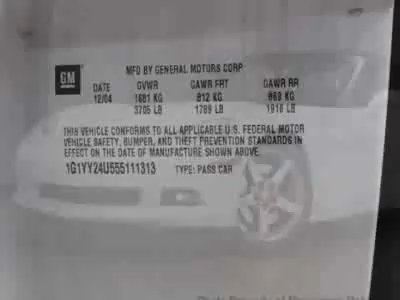 GM
MFD BY GENERAL MOTORS CORP
DATE GVWR GAWR FRT GAWR RR
12/04 1681 KG 812 KG 869 KG
3705 LB 1789 LB 1916 LB
THIS VEHICLE CONFORMS TO ALL APPLICABLE U.S. FEDERAL MOTOR
VEHICLE SAFETY, BUMPER, AND THEFT PREVENTION STANDARDS IN
EFFECT ON THE DATE OF MANUFACTURE SHOWN ABOVE.
1G1YY24U555111313 TYPE: PASS CAR